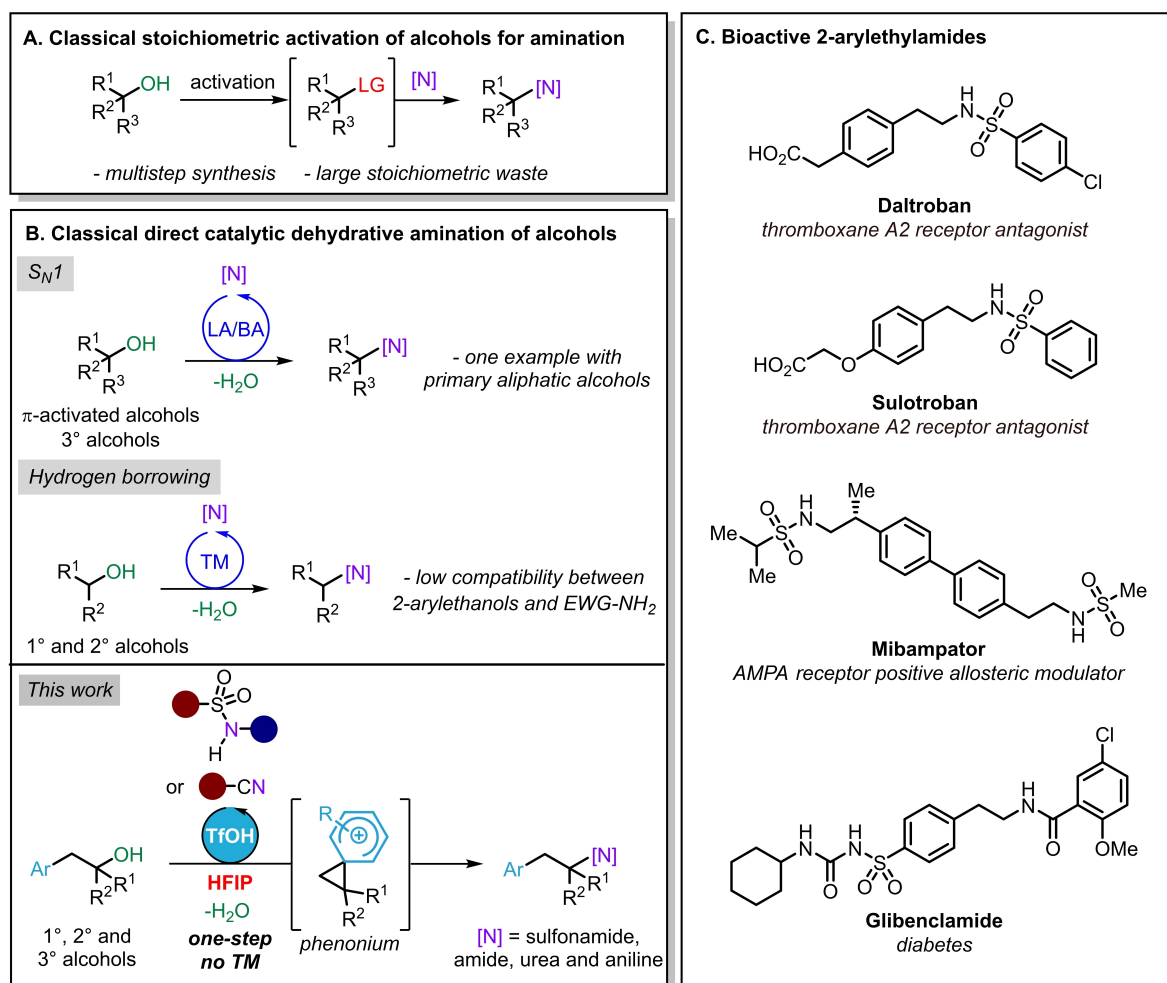 A. Classical stoichiometric activation of alcohols for amination
R¹ OH R² R³
activation
R¹ LG R² R³
[N]
R¹ [N] R² R³
- multistep synthesis - large stoichiometric waste
B. Classical direct catalytic dehydrative amination of alcohols
S_N1
[N]
LA/BA
R¹ OH R² R³
-H₂O
R¹ [N] R² R³
- one example with
primary aliphatic alcohols
π-activated alcohols
3° alcohols
Hydrogen borrowing
[N]
TM
R¹ OH R²
-H₂O
R¹ [N] R²
- low compatibility between
2-arylethanols and EWG-NH₂
1° and 2° alcohols
This work
O O
S
N
H
or CN
TfOH
Ar OH R² R¹
HFIP
-H₂O
one-step
no TM
R ⊕
R¹
R²
phenonium
Ar [N] R² R¹
1°, 2° and
3° alcohols
[N] = sulfonamide,
amide, urea and aniline
C. Bioactive 2-arylethylamides
HO₂C H N O S O Cl
Daltroban
thromboxane A2 receptor antagonist
HO₂C O H N O S O
Sulotroban
thromboxane A2 receptor antagonist
Me Me O S O H N Me
N H O S O Me
Mibampator
AMPA receptor positive allosteric modulator
H N O H N S O O
H N O Cl OMe
Glibenclamide
diabetes